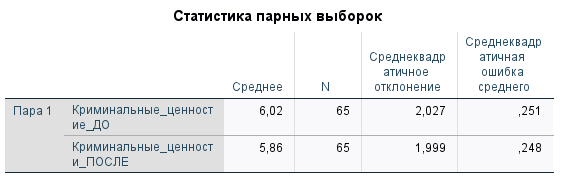 Статистика парных выборок
Среднее
N
Среднеквадр
атичное
отклонение
Среднеквадр
атичная
ошибка
среднего
Пара 1
Криминальные_ценност
ие_ДО
6,02
65
2,027
,251
Криминальные_ценност
и_ПОСЛЕ
5,86
65
1,999
,248